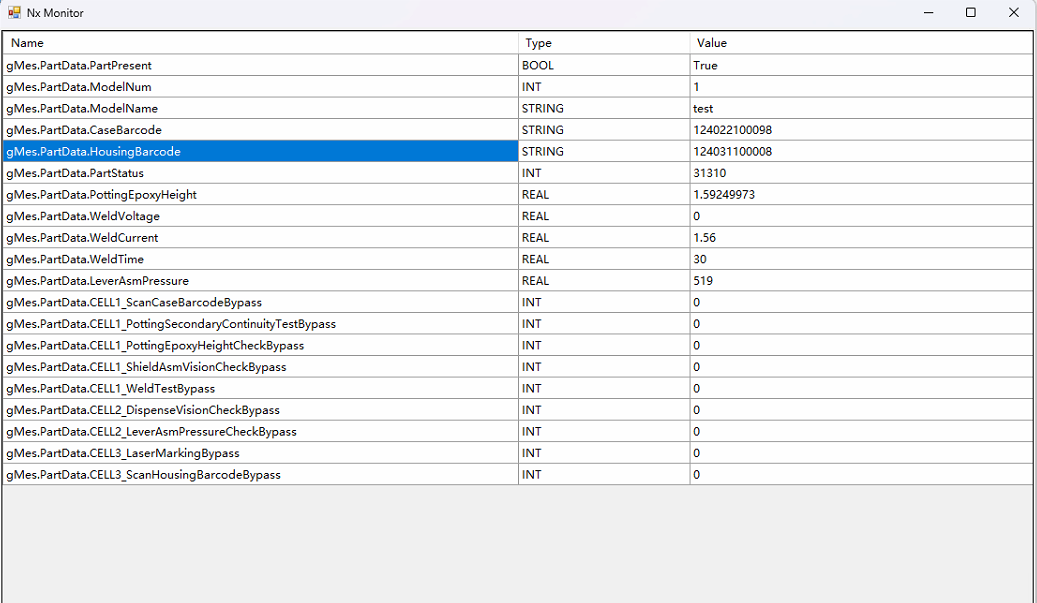 Nx Monitor
Name Type Value
gMes.PartData.PartPresent BOOL True
gMes.PartData.ModelNum INT 1
gMes.PartData.ModelName STRING test
gMes.PartData.CaseBarcode STRING 124022100098
gMes.PartData.HousingBarcode STRING 124031100008
gMes.PartData.PartStatus INT 31310
gMes.PartData.PottingEpoxyHeight REAL 1.59249973
gMes.PartData.WeldVoltage REAL 0
gMes.PartData.WeldCurrent REAL 1.56
gMes.PartData.WeldTime REAL 30
gMes.PartData.LeverAsmPressure REAL 519
gMes.PartData.CELL1_ScanCaseBarcodeBypass INT 0
gMes.PartData.CELL1_PottingSecondaryContinuityTestBypass INT 0
gMes.PartData.CELL1_PottingEpoxyHeightCheckBypass INT 0
gMes.PartData.CELL1_ShieldAsmVisionCheckBypass INT 0
gMes.PartData.CELL1_WeldTestBypass INT 0
gMes.PartData.CELL2_DispenseVisionCheckBypass INT 0
gMes.PartData.CELL2_LeverAsmPressureCheckBypass INT 0
gMes.PartData.CELL3_LaserMarkingBypass INT 0
gMes.PartData.CELL3_ScanHousingBarcodeBypass INT 0